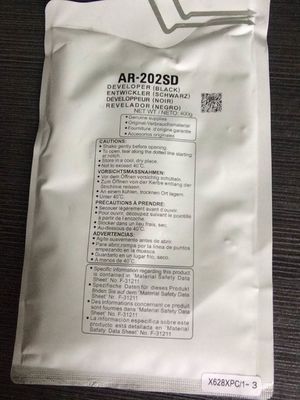 AR-202SD
DEVELOPER (BLACK)
ENTWICKLER (SCHWARZ)
DÉVELOPPEUR (NOIR)
REVELADOR (NEGRO)
NET WT / NETO: 400g
• Genuine supplies
• Original-Verbrauchsmaterial
• Fourniture d'origine garantie
• Accesorios originales
CAUTIONS:
• Shake gently before opening.
• To open, tear along the dotted line starting
at notch.
• Store in a cool, dry place.
• Not to exceed 40°C.
VORSICHTSMASSNAHMEN:
• Vor dem Öffnen vorsichtig schütteln.
• Zum Öffnen von der Kerbe entlang der
Strichlinie reissen.
• An einem kühlen, trockenen Ort lagern.
• Unter 40°C.
PRÉCAUTIONS À PRENDRE:
• Secouer légèrement avant d'ouvrir.
• Pour ouvrir, découpez suivant le pointillé
à partir de l'encoche.
• Stocker dans un lieu frais, sec.
• Au-dessous de 40°C.
ADVERTENCIAS:
• Agite suavemente antes de abrir.
• Para abrir, rompa por la línea de puntos
empezando en la muesca.
• Guardarlo en un lugar frío, seco.
• A menos de 40°C.
• Specific information regarding this product
is contained in "Material Safety Data
Sheet" No. F-31211
• Spezifische Daten für dieses Produkt
finden Sie auf dem "Material Safety Data
Sheet" No. F-31211
• Des informations concernant ce produit
sont fournies dans le "Material Safety
Data Sheet" No. F-31211
• Información específica sobre este producto
está detallada en "Material
Safety Data Sheet" No. F-31211
X628XPC/1- 3